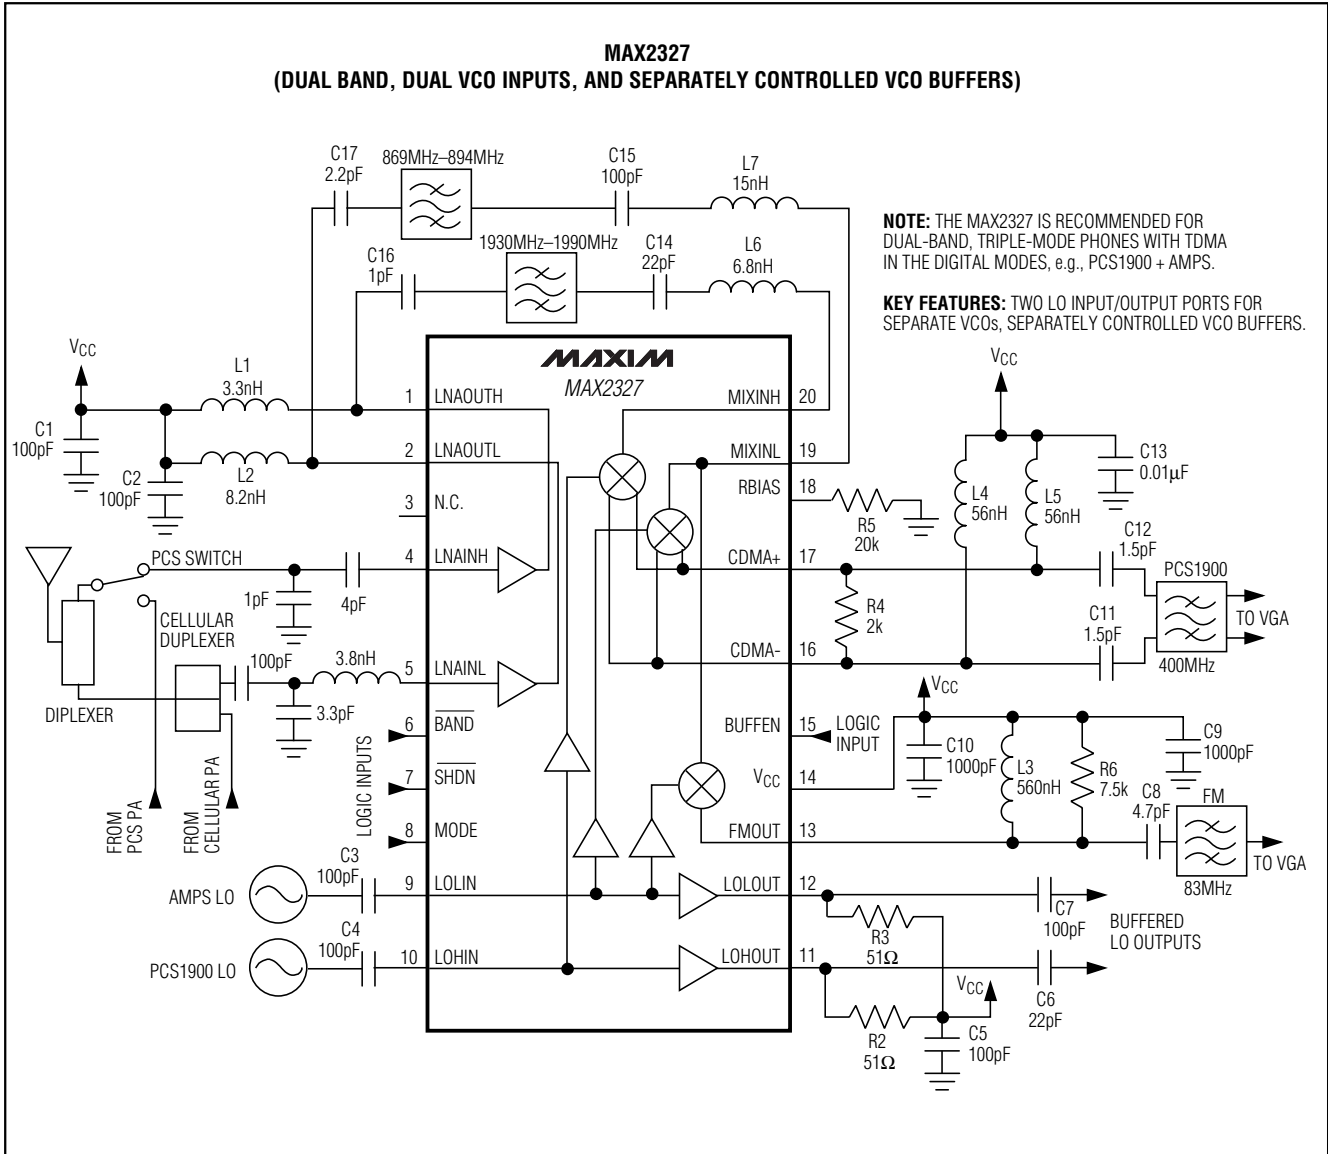 MAX2327
(DUAL BAND, DUAL VCO INPUTS, AND SEPARATELY CONTROLLED VCO BUFFERS)
C17
2.2pF
869MHz–894MHz
C15
100pF
L7
15nH
C16
1pF
1930MHz–1990MHz
C14
22pF
L6
6.8nH
NOTE: THE MAX2327 IS RECOMMENDED FOR
DUAL-BAND, TRIPLE-MODE PHONES WITH TDMA
IN THE DIGITAL MODES, e.g., PCS1900 + AMPS.
KEY FEATURES: TWO LO INPUT/OUTPUT PORTS FOR
SEPARATE VCOs, SEPARATELY CONTROLLED VCO BUFFERS.
VCC
L1
3.3nH
C1
100pF
C2
100pF
L2
8.2nH
MAXIM
MAX2327
1 LNAOUTH
2 LNAOUTL
3 N.C.
4 LNAINH
5 LNAINL
6 BAND
7 SHDN
8 MODE
9 LOLIN
10 LOHIN
MIXINH 20
MIXINL 19
RBIAS 18
CDMA+ 17
CDMA- 16
BUFFEN 15
VCC 14
FMOUT 13
LOLOUT 12
LOHOUT 11
PCS SWITCH
1pF
4pF
CELLULAR
DUPLEXER
100pF
3.8nH
3.3pF
DIPLEXER
FROM
PCS PA
FROM
CELLULAR PA
LOGIC INPUTS
AMPS LO
C3
100pF
PCS1900 LO
C4
100pF
R5
20k
VCC
L4
56nH
L5
56nH
C13
0.01µF
C12
1.5pF
R4
2k
C11
1.5pF
PCS1900
400MHz
TO VGA
LOGIC
INPUT
VCC
C10
1000pF
L3
560nH
R6
7.5k
C9
1000pF
C8
4.7pF
FM
83MHz
TO VGA
R3
51Ω
C7
100pF
BUFFERED
LO OUTPUTS
C6
22pF
VCC
R2
51Ω
C5
100pF